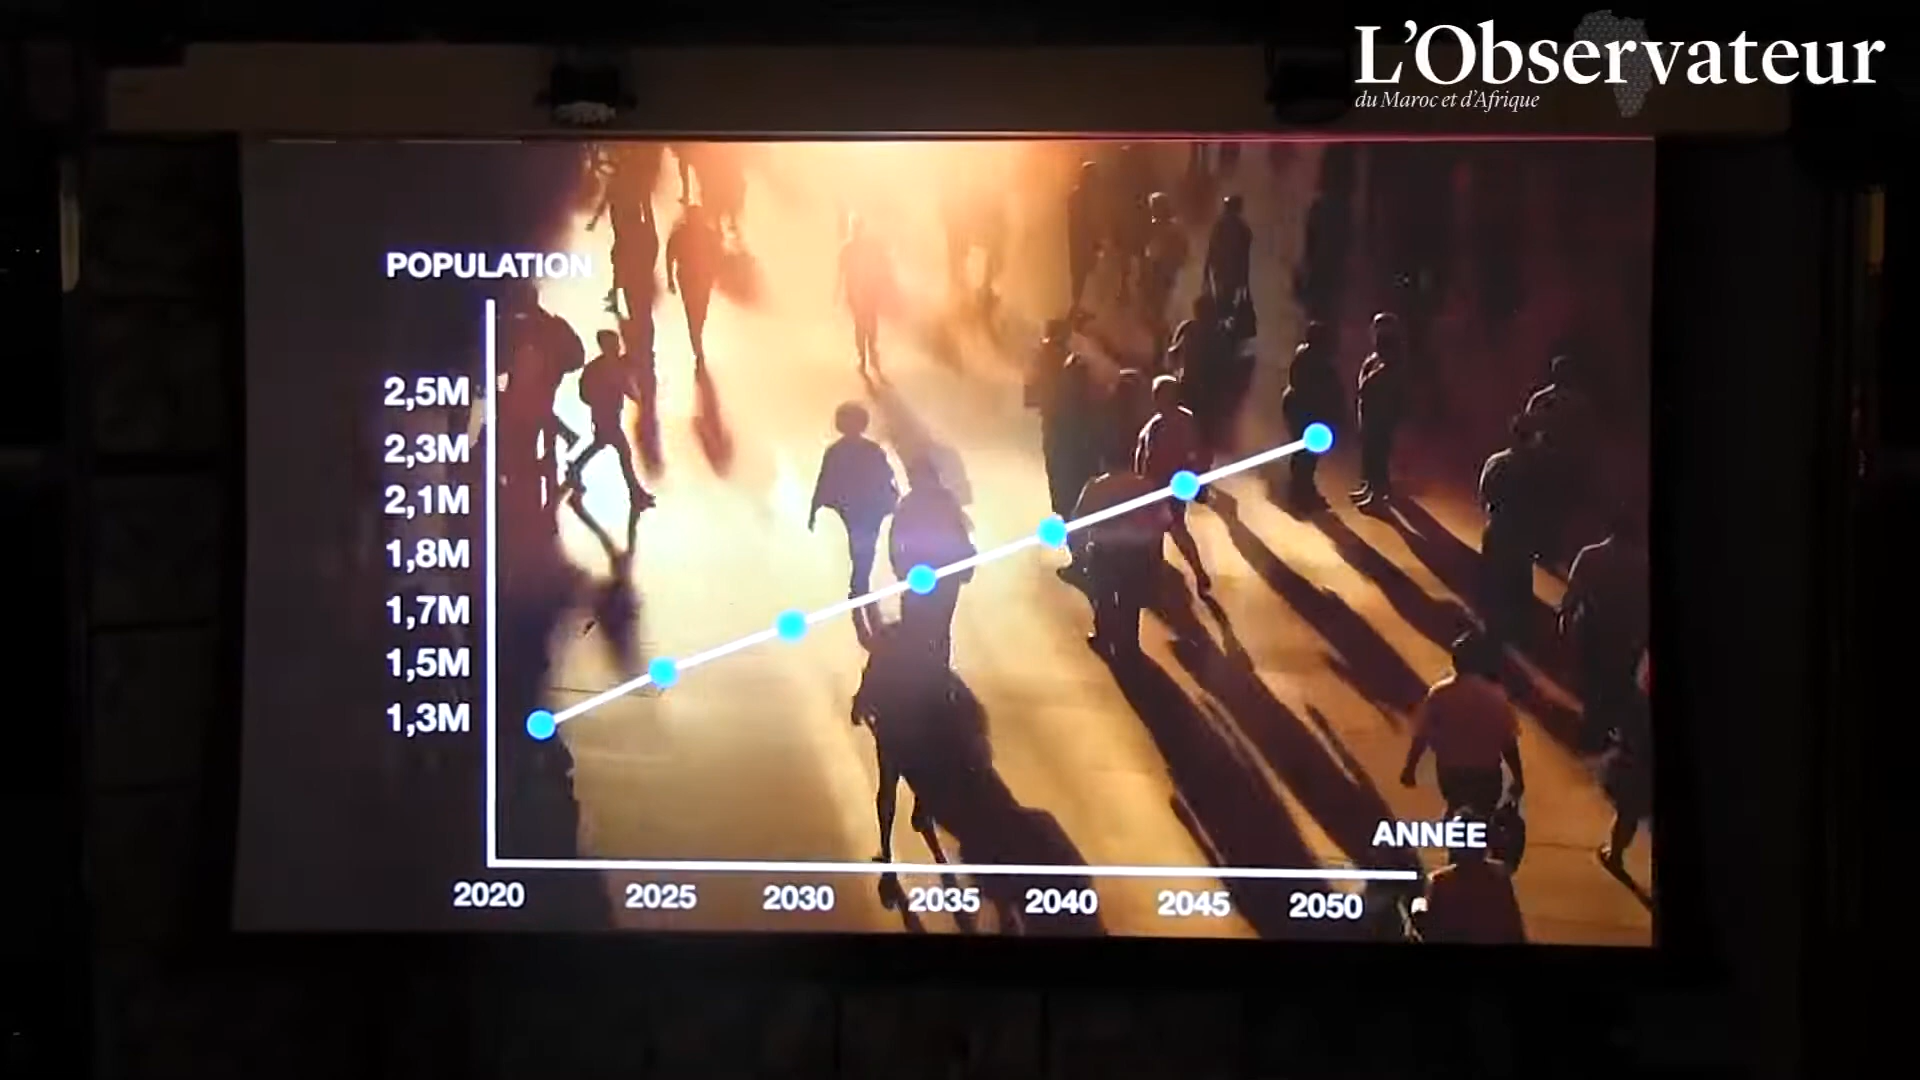 L'Observateur
du Maroc et d'Afrique
POPULATION
2,5M
2,3M
2,1M
1,8M
1,7M
1,5M
1,3M
ANNÉE
2020 2025 2030 2035 2040 2045 2050